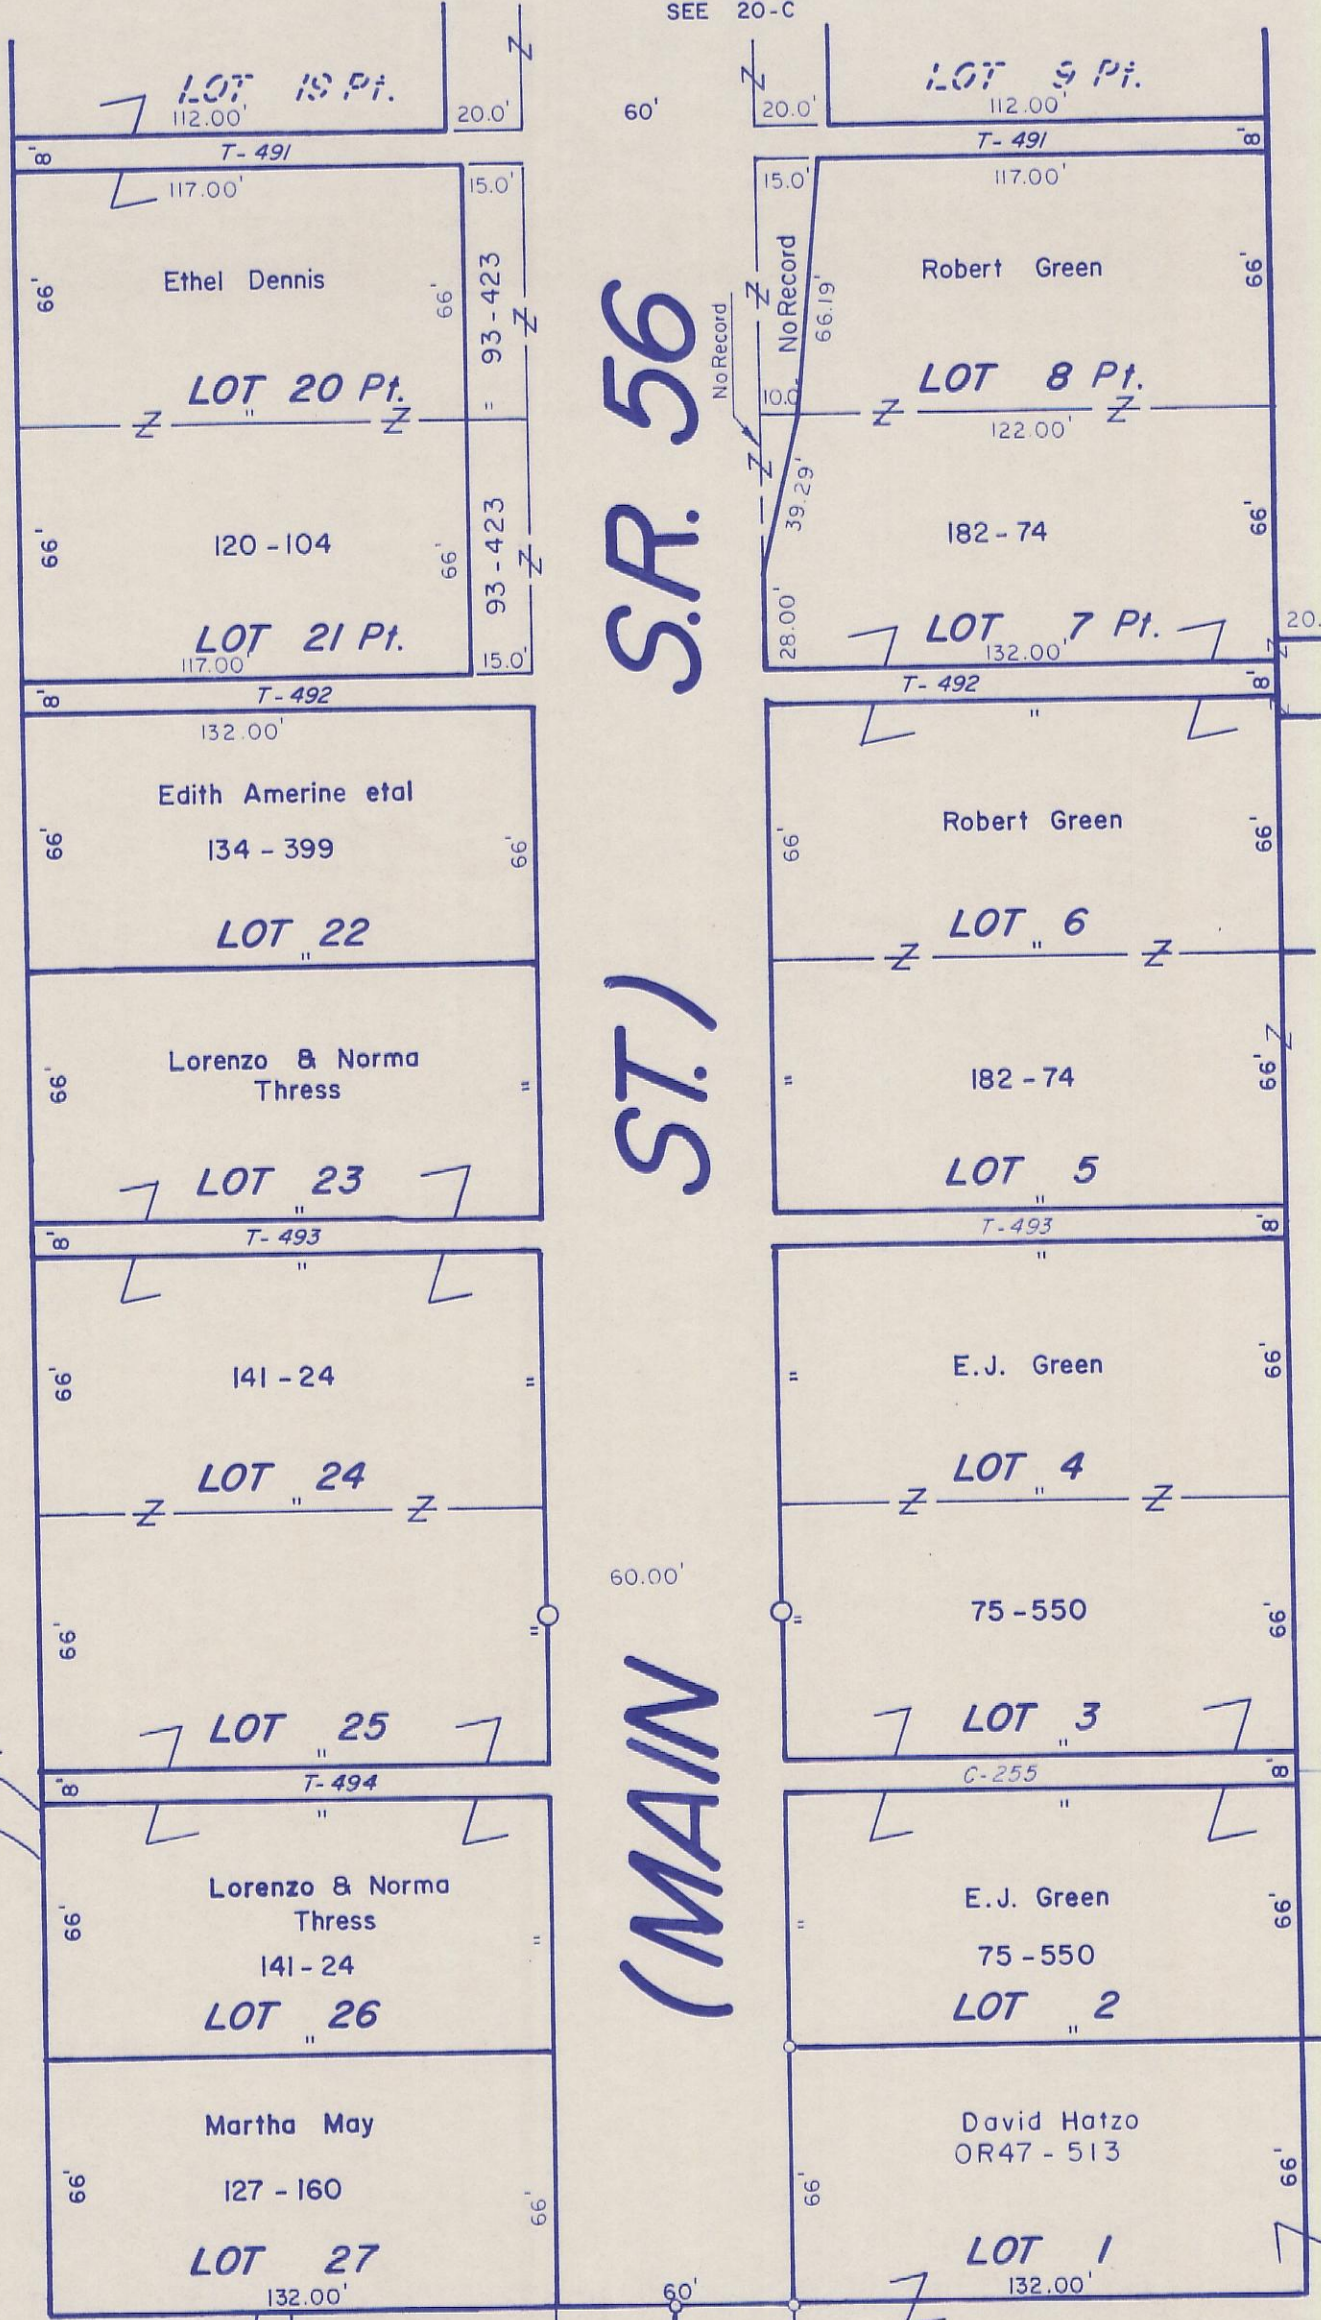 SEE 20-C
LOT 19 Pt.
112.00'
20.0'
60'
20.0'
LOT 9 Pt.
112.00'
8'
T-491
T-491
8'
117.00'
15.0'
15.0'
117.00'
Ethel Dennis
66'
66'
93-423
"
No Record
No Record
66.19'
Robert Green
66'
LOT 20 Pt.
"
10.0'
LOT 8 Pt.
122.00'
S.R. 56
66'
120-104
66'
93-423
39.29'
182-74
66'
LOT 21 Pt.
117.00'
15.0'
28.00'
LOT 7 Pt.
132.00'
20.
8'
T-492
T-492
8'
132.00'
"
Edith Amerine etal
66'
134-399
66'
66'
Robert Green
66'
LOT 22
"
LOT 6
"
Lorenzo & Norma
Thress
66'
"
"
182-74
66'
LOT 23
"
LOT 5
"
8'
T-493
T-493
8'
"
"
66'
141-24
"
"
E.J. Green
66'
LOT 24
"
LOT 4
"
60.00'
66'
"
"
75-550
66'
LOT 25
"
LOT 3
"
(MAIN ST.)
8'
T-494
C-255
8'
"
"
Lorenzo & Norma
Thress
66'
141-24
"
"
E.J. Green
75-550
66'
LOT 26
"
LOT 2
"
Martha May
66'
127-160
66'
66'
David Hatzo
OR47-513
66'
LOT 27
132.00'
60'
LOT 1
132.00'